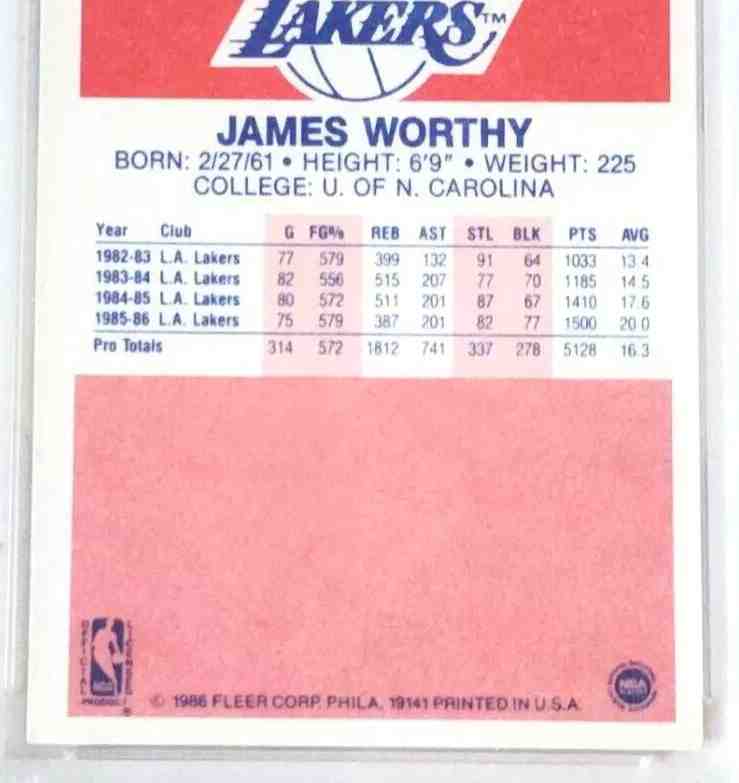 LAKERS™
JAMES WORTHY
BORN: 2/27/61 • HEIGHT: 6'9" • WEIGHT: 225
COLLEGE: U. OF N. CAROLINA
Year Club G FG% REB AST STL BLK PTS AVG
1982-83 L.A. Lakers 77 579 399 132 91 64 1033 13.4
1983-84 L.A. Lakers 82 556 515 207 77 70 1185 14.5
1984-85 L.A. Lakers 80 572 511 201 87 67 1410 17.6
1985-86 L.A. Lakers 75 579 387 201 82 77 1500 20.0
Pro Totals 314 572 1812 741 337 278 5128 16.3
OFFICIAL
LICENSED
NBA
PRODUCT
®
© 1986 FLEER CORP. PHILA. 19141 PRINTED IN U.S.A.
NBA